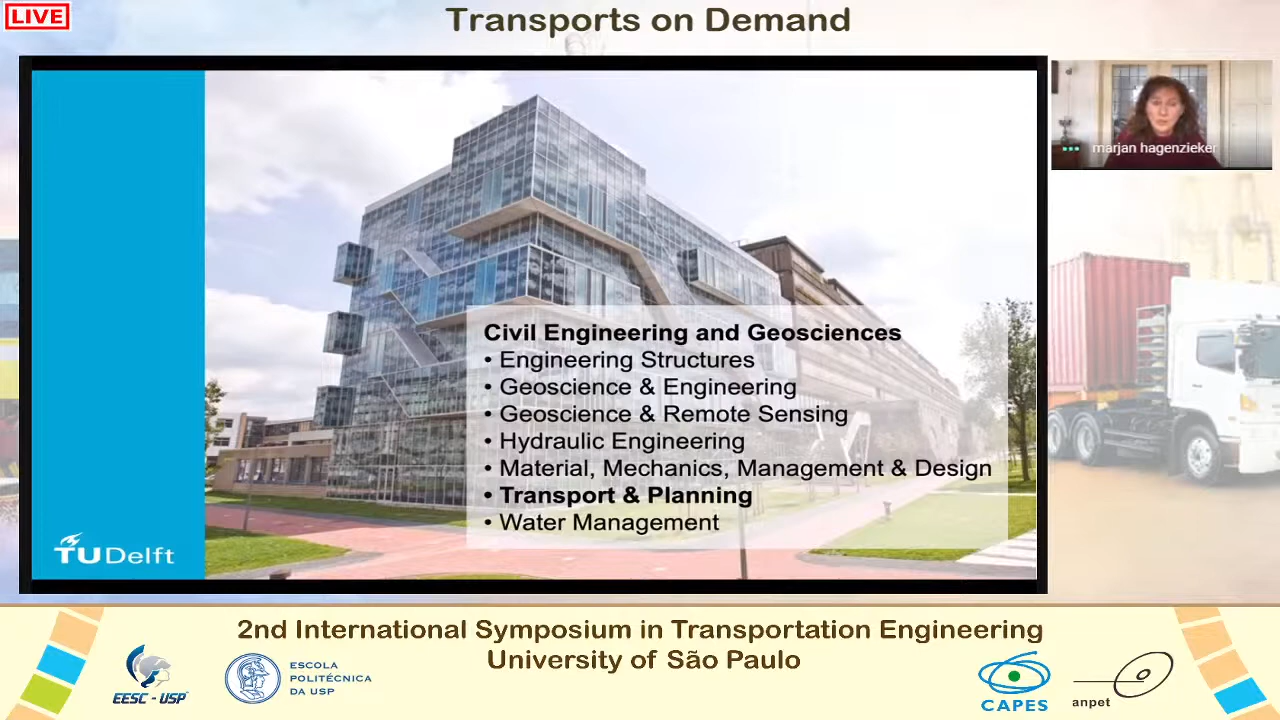 LIVE
Transports on Demand
marjan hagenzieker
Civil Engineering and Geosciences
• Engineering Structures
• Geoscience & Engineering
• Geoscience & Remote Sensing
• Hydraulic Engineering
• Material, Mechanics, Management & Design
• Transport & Planning
• Water Management
TU Delft
2nd International Symposium in Transportation Engineering
University of São Paulo
EESC - USP
ESCOLA
POLITÉCNICA
DA USP
CAPES
anpet